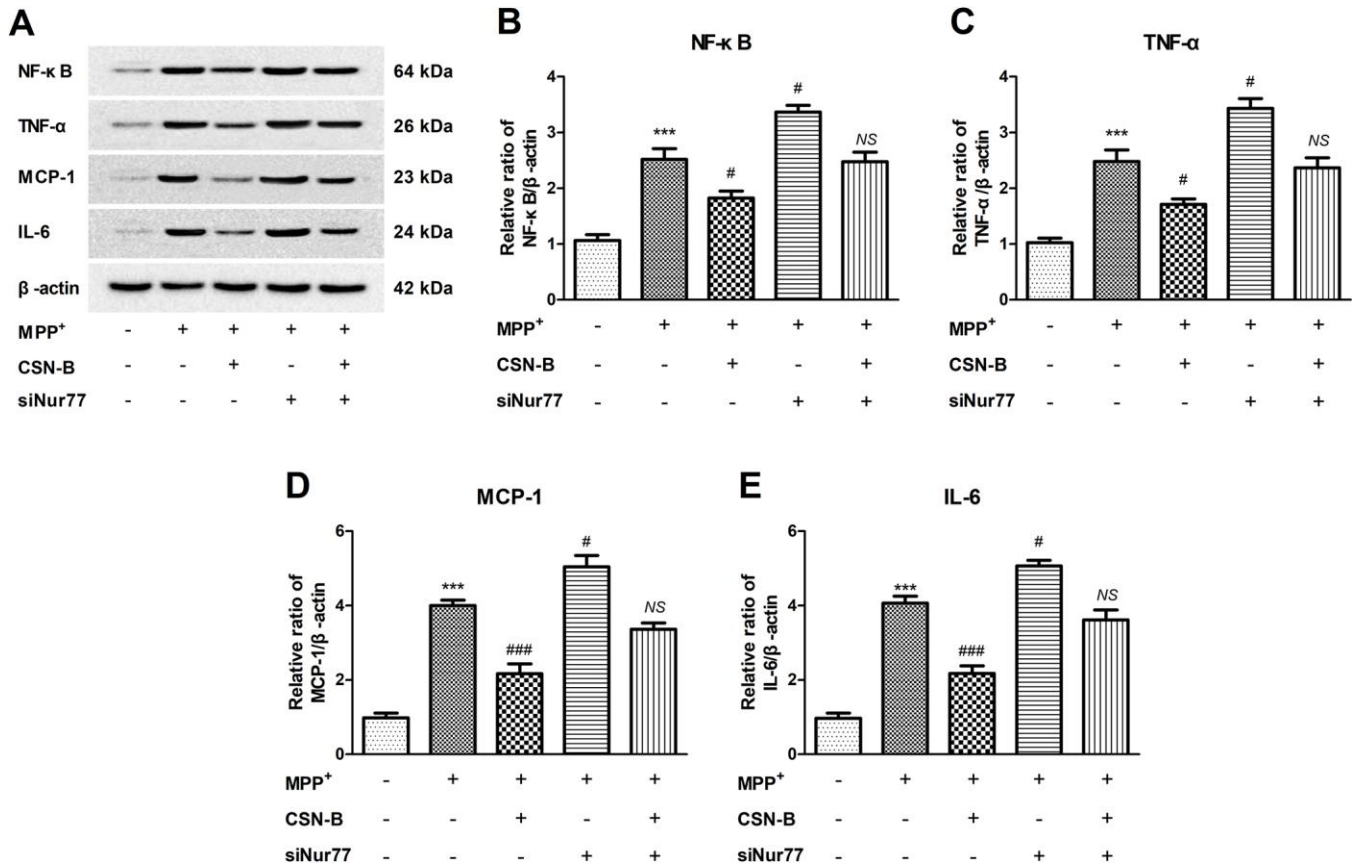 A
NF-κ B 64 kDa
TNF-α 26 kDa
MCP-1 23 kDa
IL-6 24 kDa
β -actin 42 kDa
MPP+ - + + + +
CSN-B - - + - +
siNur77 - - - + +
B
NF-κ B
Relative ratio of
NF-κ B/β -actin
4
3
2
1
0
***
#
#
NS
MPP+ - + + + +
CSN-B - - + - +
siNur77 - - - + +
C
TNF-α
Relative ratio of
TNF-α /β -actin
4
3
2
1
0
***
#
#
NS
MPP+ - + + + +
CSN-B - - + - +
siNur77 - - - + +
D
MCP-1
Relative ratio of
MCP-1/β -actin
6
4
2
0
***
###
#
NS
MPP+ - + + + +
CSN-B - - + - +
siNur77 - - - + +
E
IL-6
Relative ratio of
IL-6/β -actin
6
4
2
0
***
###
#
NS
MPP+ - + + + +
CSN-B - - + - +
siNur77 - - - + +